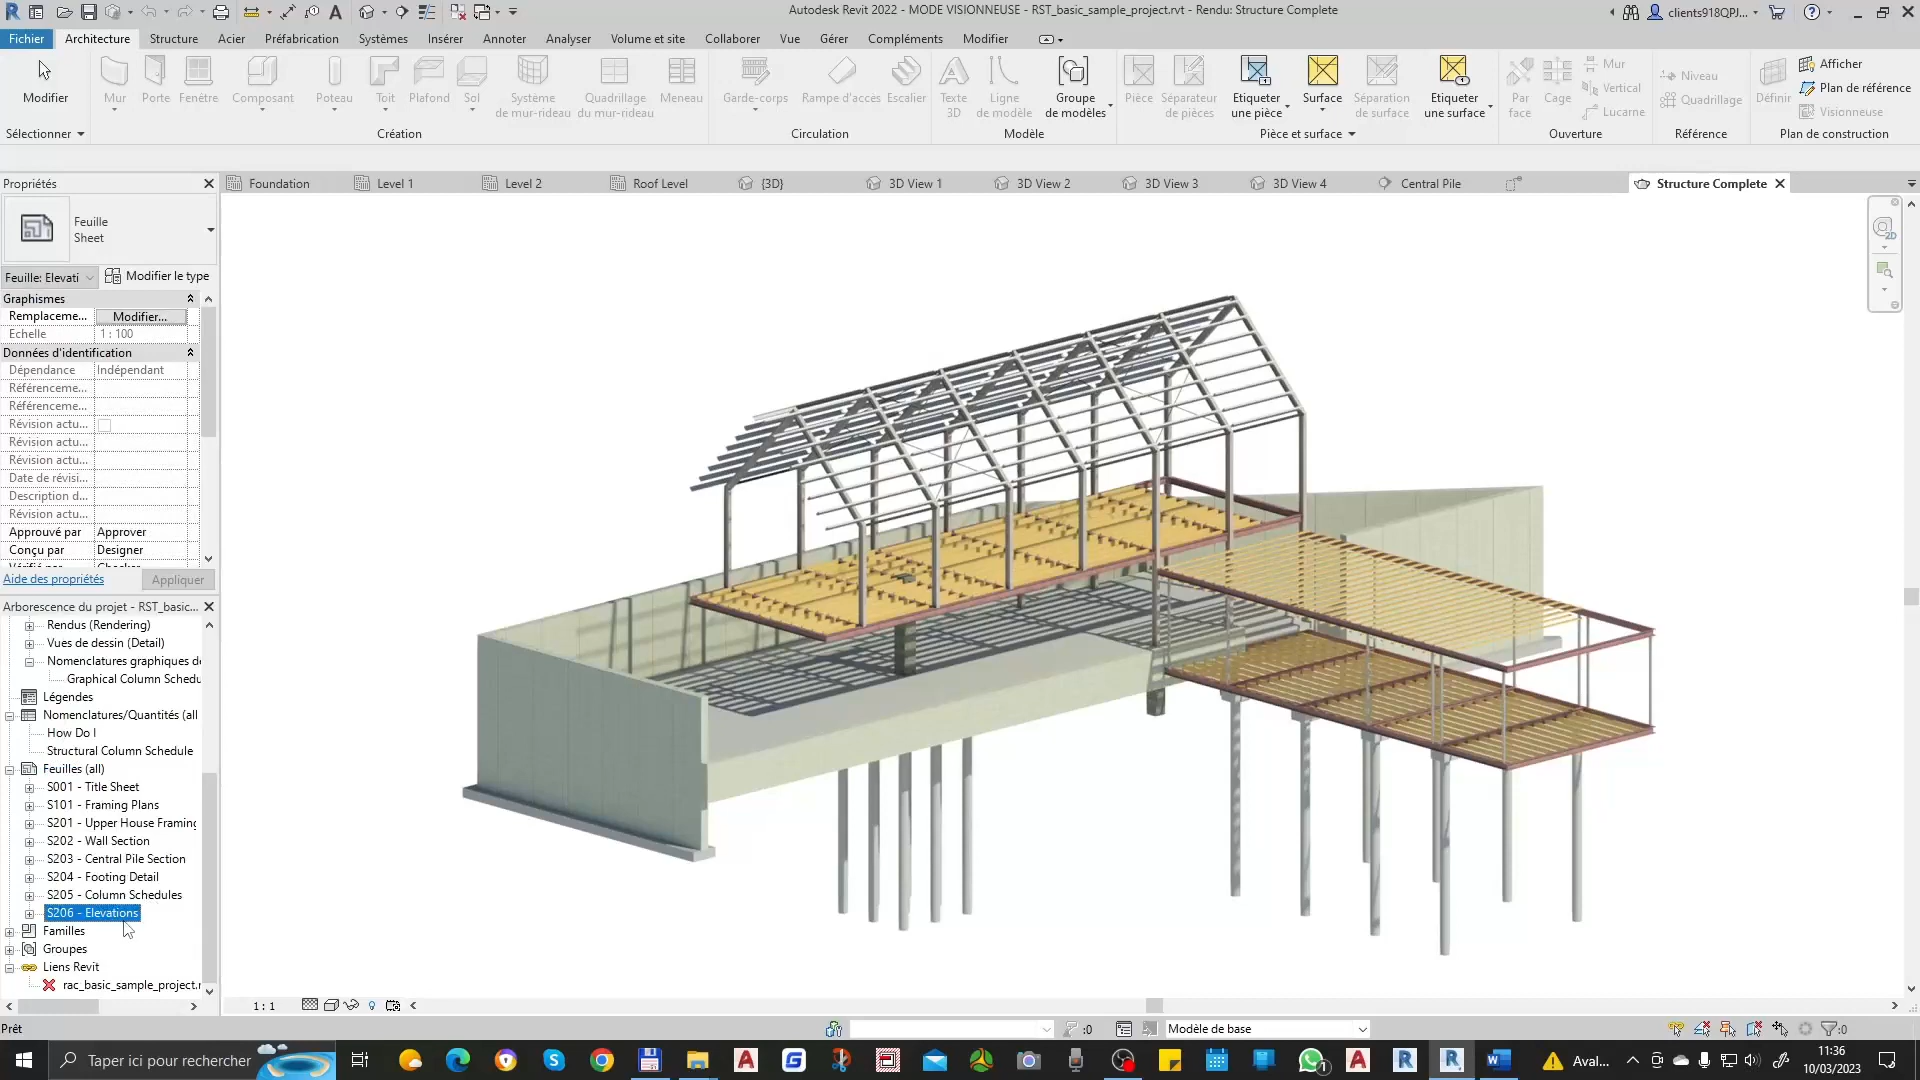 Autodesk Revit 2022 - MODE VISIONNEUSE - RST_basic_sample_project.rvt - Rendu: Structure Complete
clients918QPJ...
Fichier Architecture Structure Acier Préfabrication Systèmes Insérer Annoter Analyser Volume et site Collaborer Vue Gérer Compléments Modifier
Modifier
Mur
Porte
Fenêtre
Composant
Poteau
Toit
Plafond
Sol
Système
de mur-rideau
Quadrillage
du mur-rideau
Meneau
Garde-corps
Rampe d'accès
Escalier
Texte
3D
Ligne
de modèle
Groupe
de modèles
Pièce
Séparateur
de pièces
Etiqueter
une pièce
Surface
Séparation
de surface
Etiqueter
une surface
Par
face
Cage
Mur
Vertical
Lucarne
Niveau
Quadrillage
Définir
Afficher
Plan de référence
Visionneuse
Sélectionner
Création
Circulation
Modèle
Pièce et surface
Ouverture
Référence
Plan de construction
Foundation
Level 1
Level 2
Roof Level
{3D}
3D View 1
3D View 2
3D View 3
3D View 4
Central Pile
Structure Complete
Propriétés
Feuille
Sheet
Feuille: Elevati
Modifier le type
Graphismes
Remplaceme... Modifier...
Echelle 1 : 100
Données d'identification
Dépendance Indépendant
Référenceme...
Référenceme...
Révision actu...
Révision actu...
Révision actu...
Date de révisi...
Description d...
Révision actu...
Approuvé par Approver
Conçu par Designer
Aide des propriétés Appliquer
Arborescence du projet - RST_basic...
Rendus (Rendering)
Vues de dessin (Detail)
Nomenclatures graphiques de
Graphical Column Schedu
Légendes
Nomenclatures/Quantités (all
How Do I
Structural Column Schedule
Feuilles (all)
S001 - Title Sheet
S101 - Framing Plans
S201 - Upper House Framing
S202 - Wall Section
S203 - Central Pile Section
S204 - Footing Detail
S205 - Column Schedules
S206 - Elevations
Familles
Groupes
Liens Revit
rac_basic_sample_project.r
2D
1 : 1
Prêt
:0
Modèle de base
:0
Taper ici pour rechercher
Aval...
11:36
10/03/2023